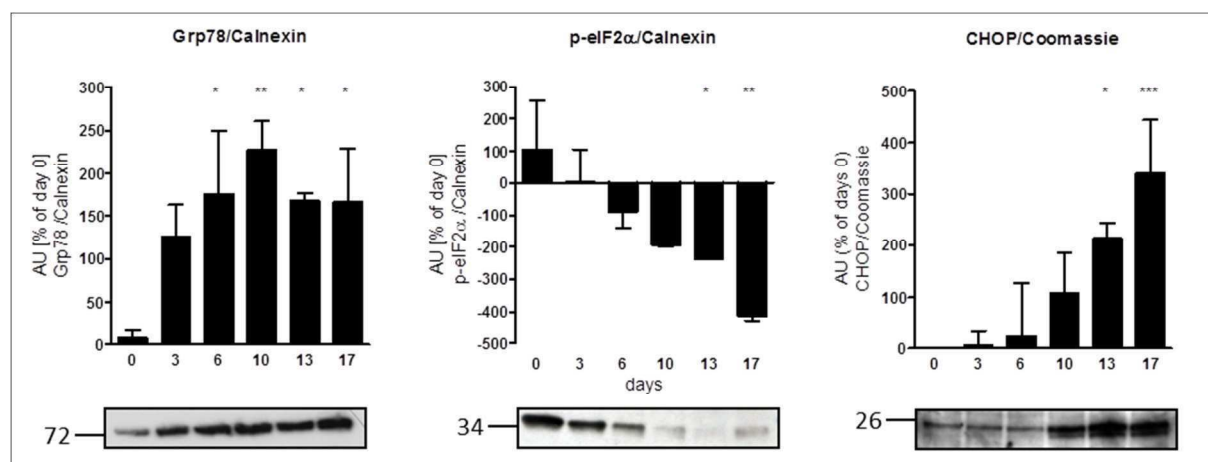 Grp78/Calnexin
AU [% of day 0]
Grp78 /Calnexin
300
250
200
150
100
50
0
* ** * *
0 3 6 10 13 17
72
p-eIF2α/Calnexin
AU [% of day 0]
p-eIF2α /Calnexin
300
200
100
0
-100
-200
-300
-400
-500
* **
0 3 6 10 13 17
days
34
CHOP/Coomassie
AU (% of days 0)
CHOP/Coomassie
500
400
300
200
100
0
* ***
0 3 6 10 13 17
26